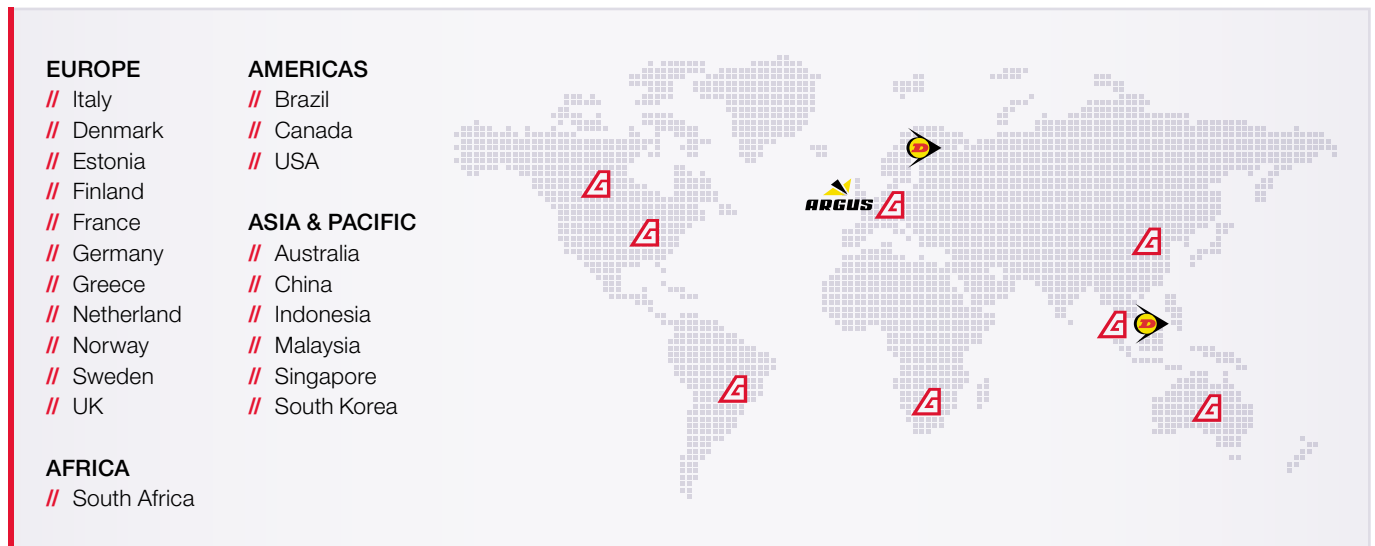 EUROPE
// Italy
// Denmark
// Estonia
// Finland
// France
// Germany
// Greece
// Netherland
// Norway
// Sweden
// UK
AFRICA
// South Africa
AMERICAS
// Brazil
// Canada
// USA
ASIA & PACIFIC
// Australia
// China
// Indonesia
// Malaysia
// Singapore
// South Korea
ARGUS
D
D